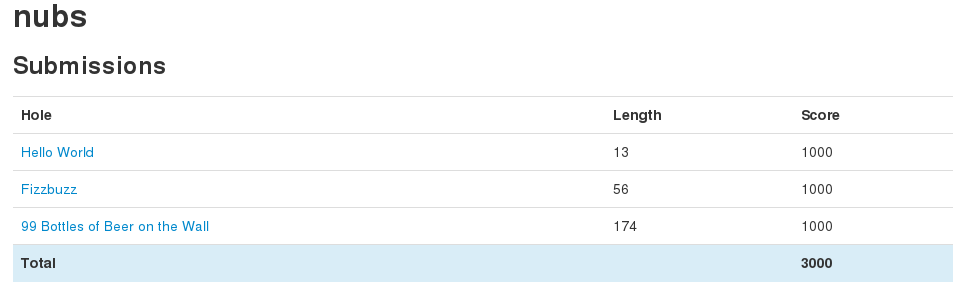 nubs
Submissions
Hole Length Score
Hello World 13 1000
Fizzbuzz 56 1000
99 Bottles of Beer on the Wall 174 1000
Total 3000